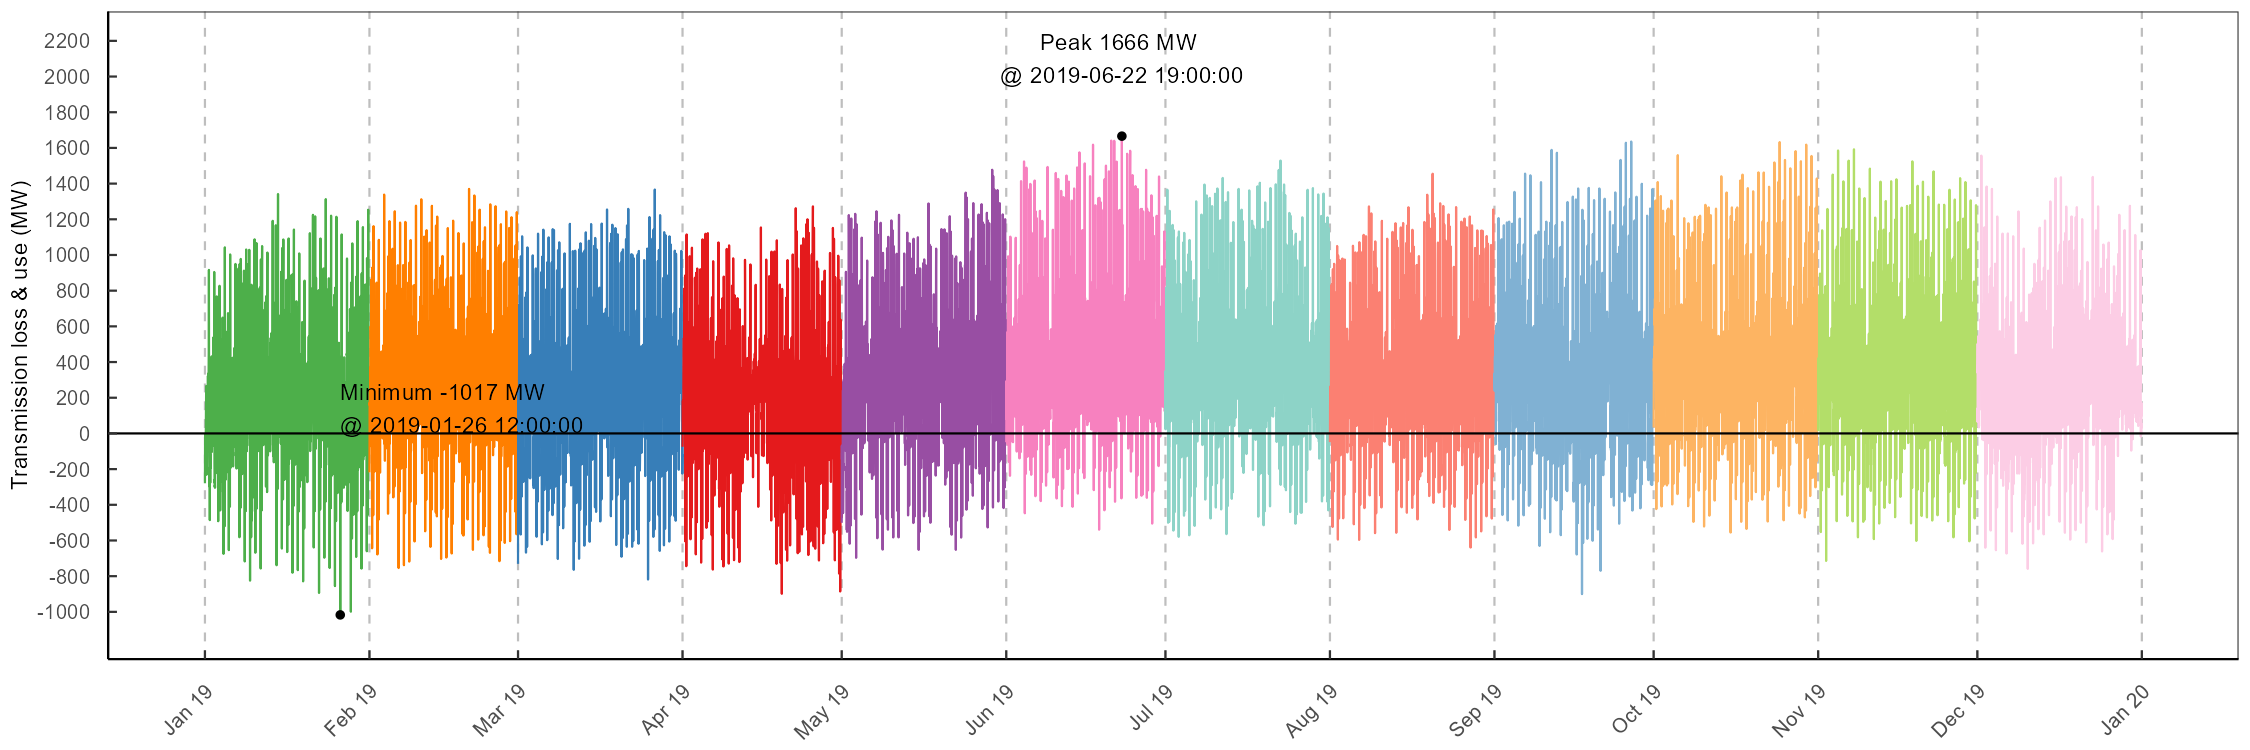 2200
2000
1800
1600
1400
1200
1000
800
600
400
200
0
-200
-400
-600
-800
-1000
Transmission loss & use (MW)
Peak 1666 MW
@ 2019-06-22 19:00:00
Minimum -1017 MW
@ 2019-01-26 12:00:00
Jan 19
Feb 19
Mar 19
Apr 19
May 19
Jun 19
Jul 19
Aug 19
Sep 19
Oct 19
Nov 19
Dec 19
Jan 20